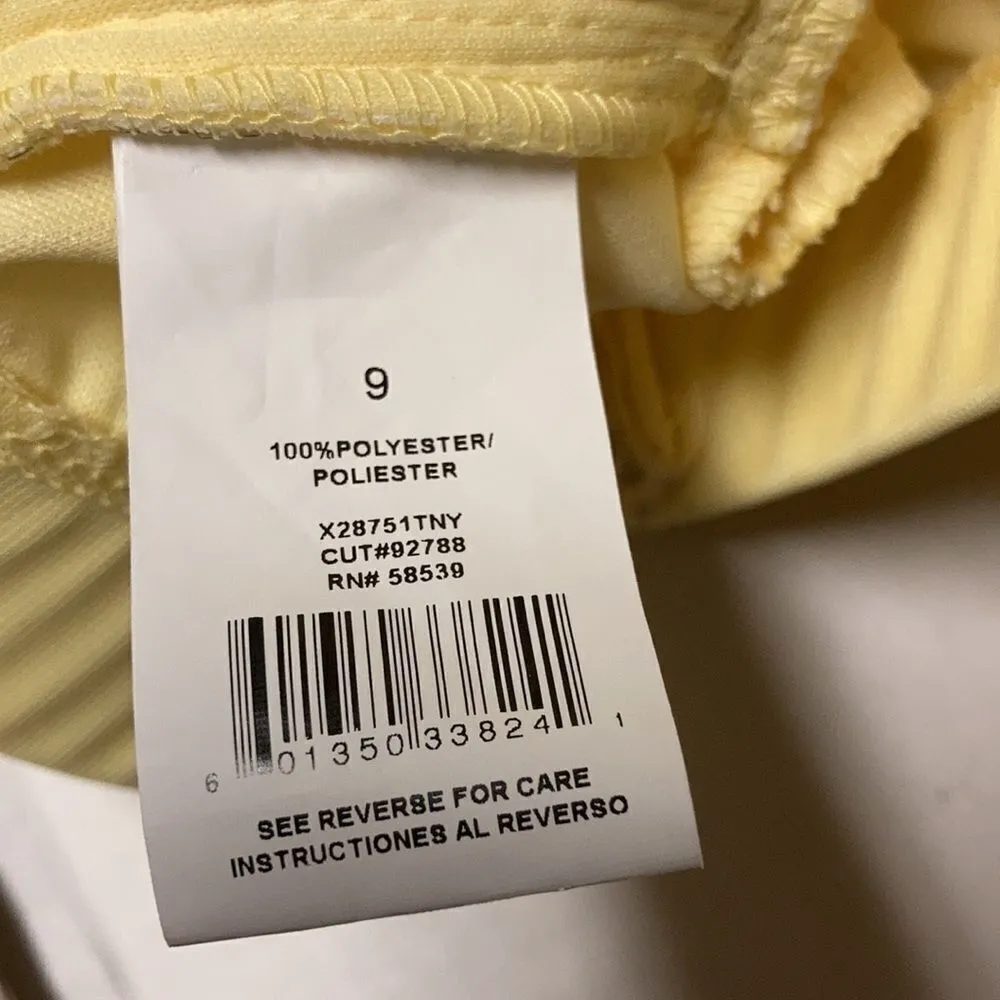 9
100%POLYESTER/
POLIESTER
X28751TNY
CUT#92788
RN# 58539
6 01350 33824 1
SEE REVERSE FOR CARE
INSTRUCTIONES AL REVERSO